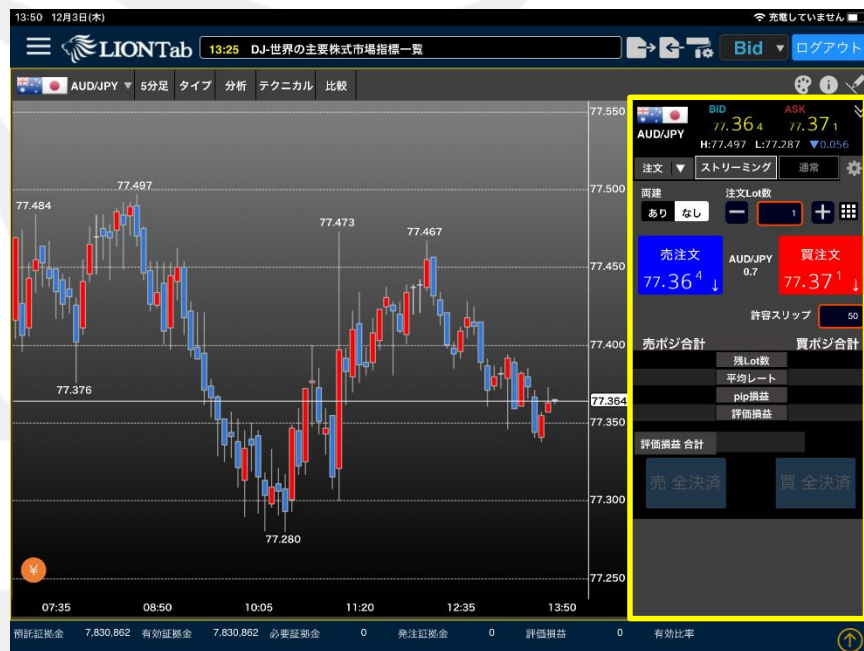 13:50 12月3日(木) 充電していません
LIONTab 13:25 DJ-世界の主要株式市場指標一覧 Bid ▼ ログアウト
AUD/JPY ▼ 5分足 タイプ 分析 テクニカル 比較
77.550
77.500
77.450
77.400
77.364
77.350
77.300
77.250
77.484
77.497
77.473
77.467
77.376
77.280
¥
07:35 08:50 10:05 11:20 12:35 13:50
BID ASK
AUD/JPY 77.364 77.371
H:77.497 L:77.287 ▼0.056
注文 ▼ ストリーミング 通常
両建 注文Lot数
あり なし − 1 +
売注文 AUD/JPY 買注文
77.36⁴ ↓ 0.7 77.37¹ ↓
許容スリップ 50
売ポジ合計 買ポジ合計
残Lot数
平均レート
pip損益
評価損益
評価損益 合計
売 全決済 買 全決済
預託証拠金 7,830,862 有効証拠金 7,830,862 必要証拠金 0 発注証拠金 0 評価損益 0 有効比率